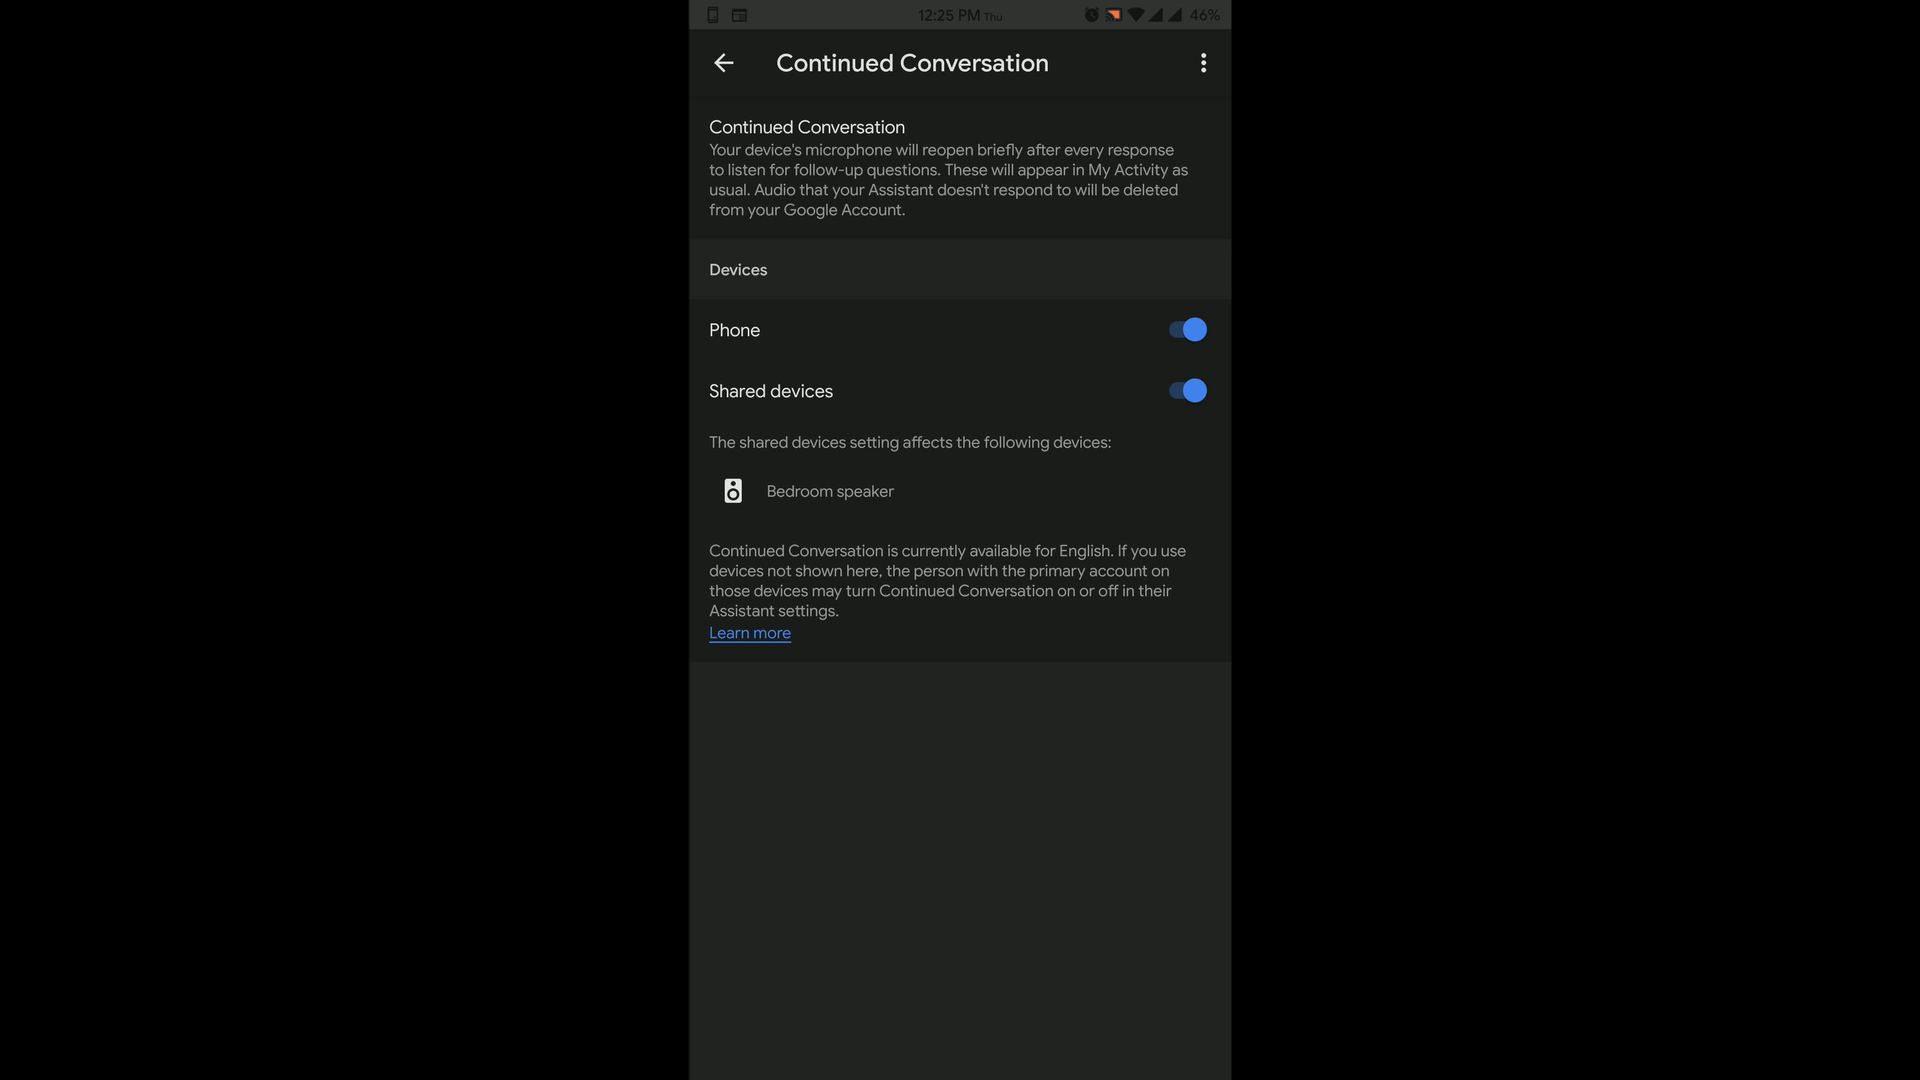 12:25 PM Thu
46%
Continued Conversation
Continued Conversation
Your device's microphone will reopen briefly after every response
to listen for follow-up questions. These will appear in My Activity as
usual. Audio that your Assistant doesn't respond to will be deleted
from your Google Account.
Devices
Phone
Shared devices
The shared devices setting affects the following devices:
Bedroom speaker
Continued Conversation is currently available for English. If you use
devices not shown here, the person with the primary account on
those devices may turn Continued Conversation on or off in their
Assistant settings.
Learn more